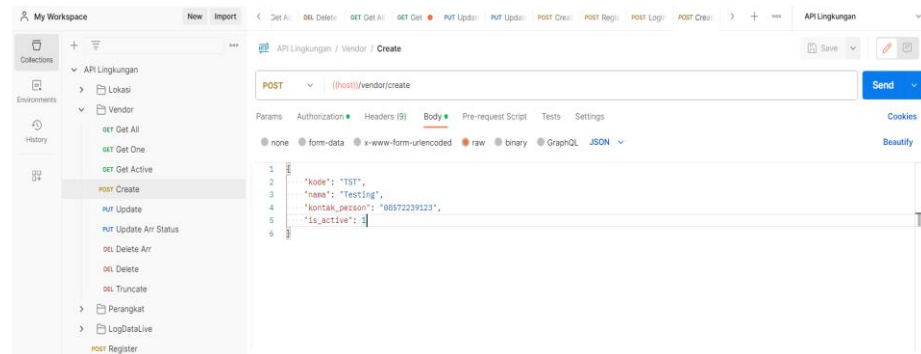 My Workspace New Import
Get Ac DEL Delete GET Get All GET Get PUT Updat PUT Updat POST Creat POST Regis POST Login POST Creat API Lingkungan
Collections
Environments
History
API Lingkungan
Lokasi
Vendor
GET Get All
GET Get One
GET Get Active
POST Create
PUT Update
PUT Update Arr Status
DEL Delete Arr
DEL Delete
DEL Truncate
Perangkat
LogDataLive
POST Register
API Lingkungan / Vendor / Create Save
POST {{host}}/vendor/create Send
Params Authorization Headers (9) Body Pre-request Script Tests Settings Cookies
none form-data x-www-form-urlencoded raw binary GraphQL JSON Beautify
1 {
2 "kode": "TST",
3 "nama": "Testing",
4 "kontak_person": "08572239123",
5 "is_active": 1
6 }